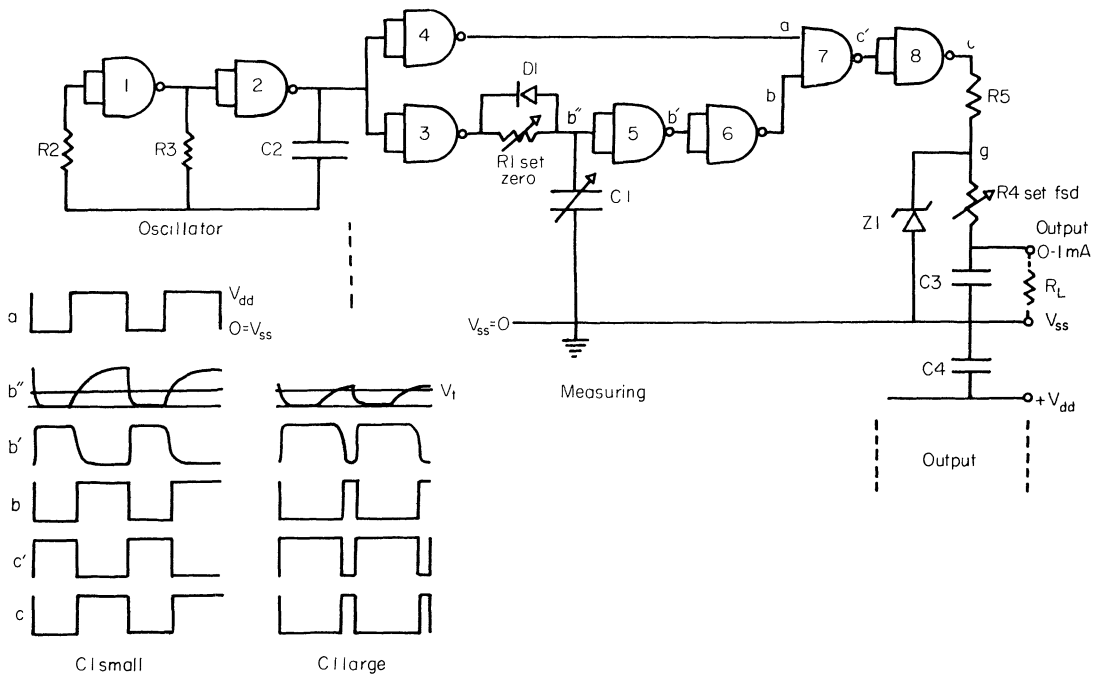 4
a
7
c'
8
c
1
2
D1
b
R5
R2
R3
C2
3
b"
5
b'
6
R1 set
zero
C1
g
R4 set fsd
Z1
Output
0-1mA
Oscillator
C3
RL
a
Vdd
0=Vss
Vss=0
Vss
b"
Vt
Measuring
C4
+Vdd
b'
Output
b
c'
c
C1 small
C1 large